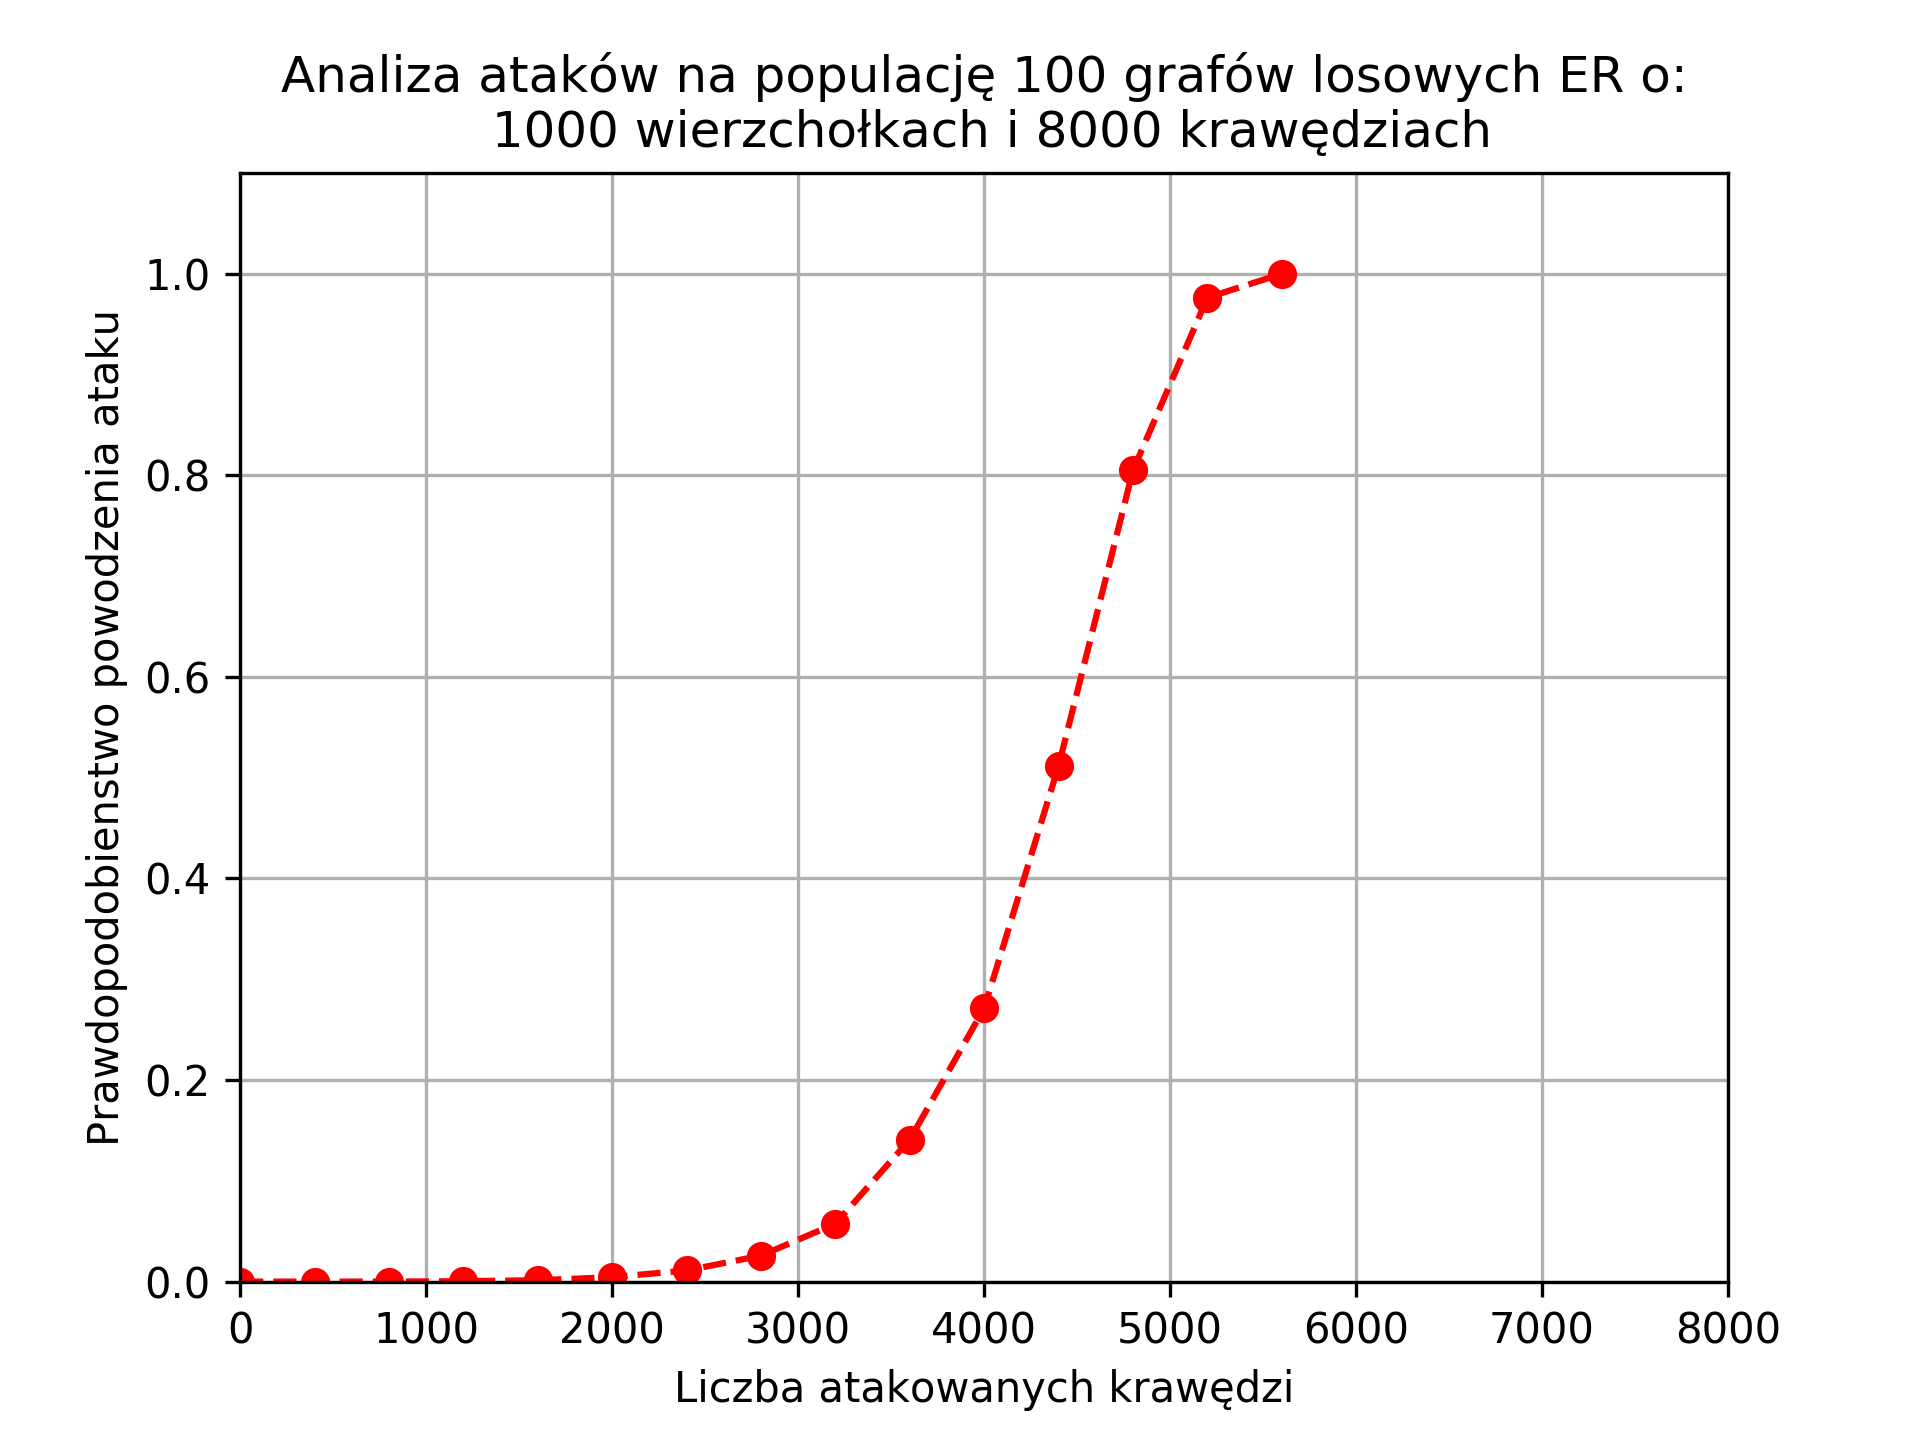 Analiza ataków na populację 100 grafów losowych ER o:
1000 wierzchołkach i 8000 krawędziach
Prawdopodobienstwo powodzenia ataku
1.0
0.8
0.6
0.4
0.2
0.0
0 1000 2000 3000 4000 5000 6000 7000 8000
Liczba atakowanych krawędzi